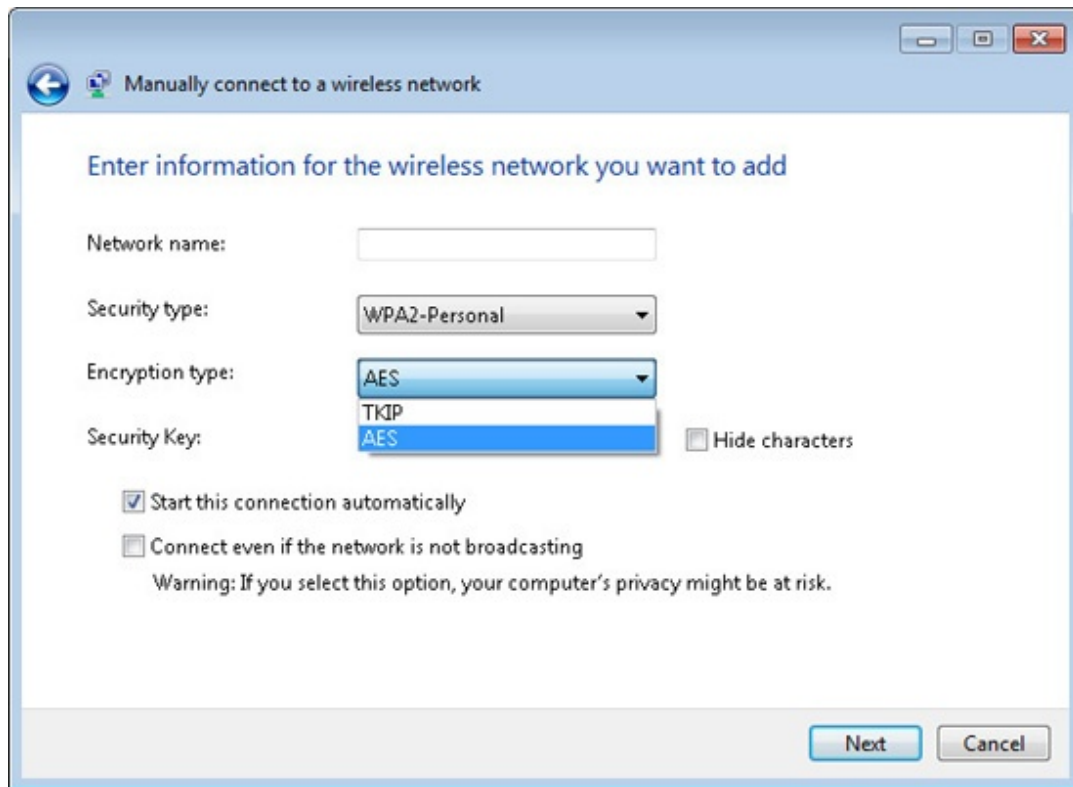 Manually connect to a wireless network
Enter information for the wireless network you want to add
Network name:
Security type:
WPA2-Personal
Encryption type:
AES
TKIP
AES
Security Key:
Hide characters
Start this connection automatically
Connect even if the network is not broadcasting
Warning: If you select this option, your computer's privacy might be at risk.
Next
Cancel